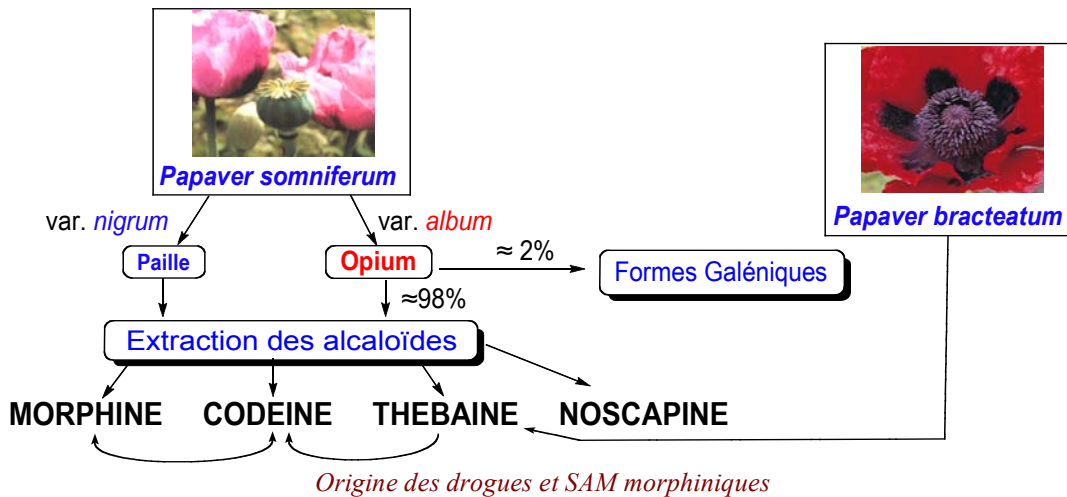 Papaver somniferum
Papaver bracteatum
var. nigrum
var. album
Paille
Opium
≈ 2%
Formes Galéniques
≈98%
Extraction des alcaloïdes
MORPHINE CODEINE THEBAINE NOSCAPINE
Origine des drogues et SAM morphiniques